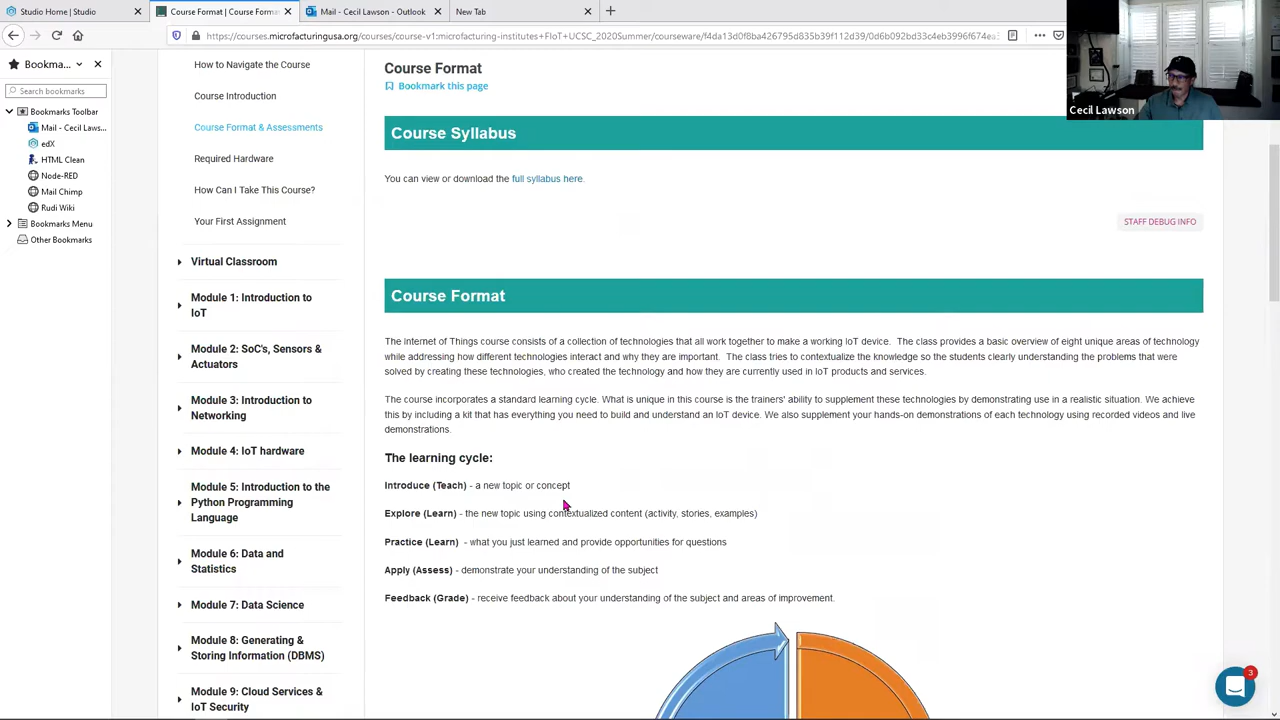 Studio Home | Studio
Course Format | Course Forma
Mail - Cecil Lawson - Outlook
New Tab
https://courses.microfacturingusa.org/courses/course-v1:microfacturing-institutes+FIoT+UCSC_2020Summer/courseware/f4da13d0f8ba426795d835b39f112d39/0d6b092bd33c4eb3996f674ea3
Bookma...
Search bookmarks
Bookmarks Toolbar
Mail - Cecil Laws...
edX
HTML Clean
Node-RED
Mail Chimp
Rudi Wiki
Bookmarks Menu
Other Bookmarks
How to Navigate the Course
Course Introduction
Course Format & Assessments
Required Hardware
How Can I Take This Course?
Your First Assignment
Virtual Classroom
Module 1: Introduction to
IoT
Module 2: SoC's, Sensors &
Actuators
Module 3: Introduction to
Networking
Module 4: IoT hardware
Module 5: Introduction to the
Python Programming
Language
Module 6: Data and
Statistics
Module 7: Data Science
Module 8: Generating &
Storing Information (DBMS)
Module 9: Cloud Services &
IoT Security
Course Format
Bookmark this page
Course Syllabus
You can view or download the full syllabus here.
STAFF DEBUG INFO
Course Format
The Internet of Things course consists of a collection of technologies that all work together to make a working IoT device. The class provides a basic overview of eight unique areas of technology
while addressing how different technologies interact and why they are important. The class tries to contextualize the knowledge so the students clearly understanding the problems that were
solved by creating these technologies, who created the technology and how they are currently used in IoT products and services.
The course incorporates a standard learning cycle. What is unique in this course is the trainers' ability to supplement these technologies by demonstrating use in a realistic situation. We achieve
this by including a kit that has everything you need to build and understand an IoT device. We also supplement your hands-on demonstrations of each technology using recorded videos and live
demonstrations.
The learning cycle:
Introduce (Teach) - a new topic or concept
Explore (Learn) - the new topic using contextualized content (activity, stories, examples)
Practice (Learn) - what you just learned and provide opportunities for questions
Apply (Assess) - demonstrate your understanding of the subject
Feedback (Grade) - receive feedback about your understanding of the subject and areas of improvement.
Cecil Lawson
3